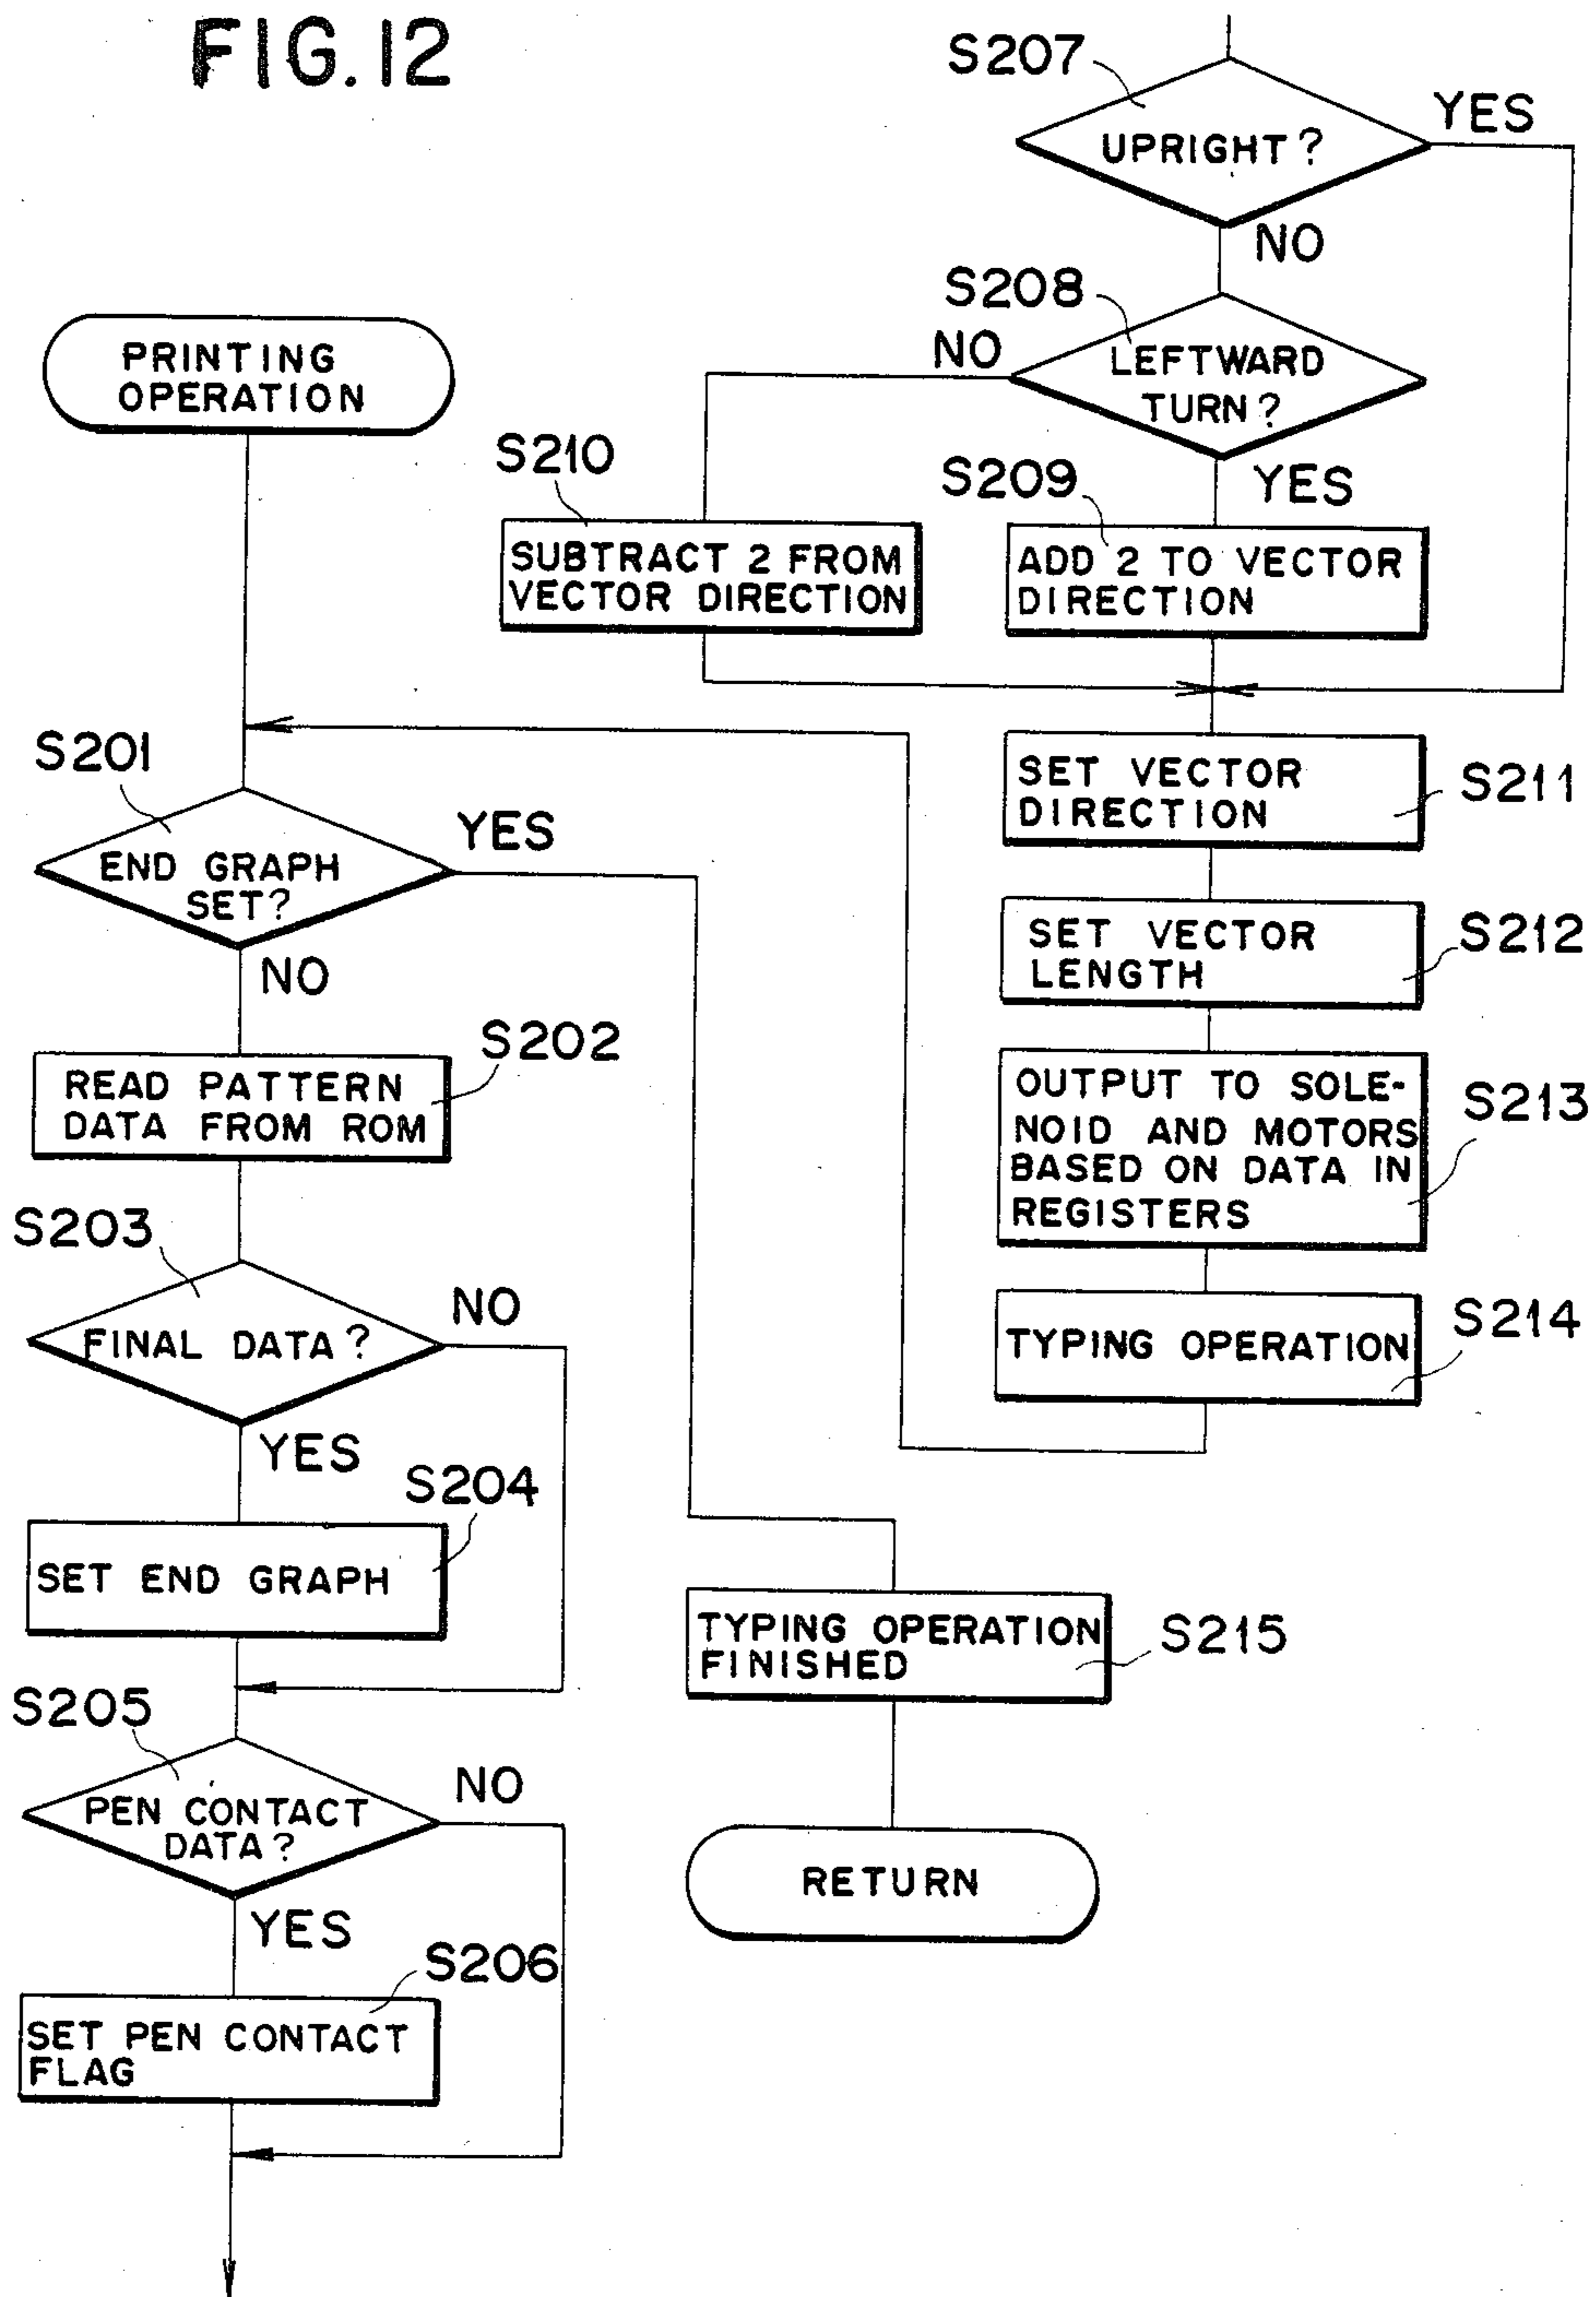 FIG. 12
PRINTING
OPERATION
S201
END GRAPH
SET?
YES
NO
S202
READ PATTERN
DATA FROM ROM
S203
FINAL DATA?
NO
YES
S204
SET END GRAPH
S205
PEN CONTACT
DATA?
NO
YES
S206
SET PEN CONTACT
FLAG
S207
UPRIGHT?
YES
NO
S208
LEFTWARD
TURN?
NO
YES
S210
SUBTRACT 2 FROM
VECTOR DIRECTION
S209
ADD 2 TO VECTOR
DIRECTION
SET VECTOR
DIRECTION
S211
SET VECTOR
LENGTH
S212
OUTPUT TO SOLE-
NOID AND MOTORS
BASED ON DATA IN
REGISTERS
S213
TYPING OPERATION
S214
TYPING OPERATION
FINISHED
S215
RETURN